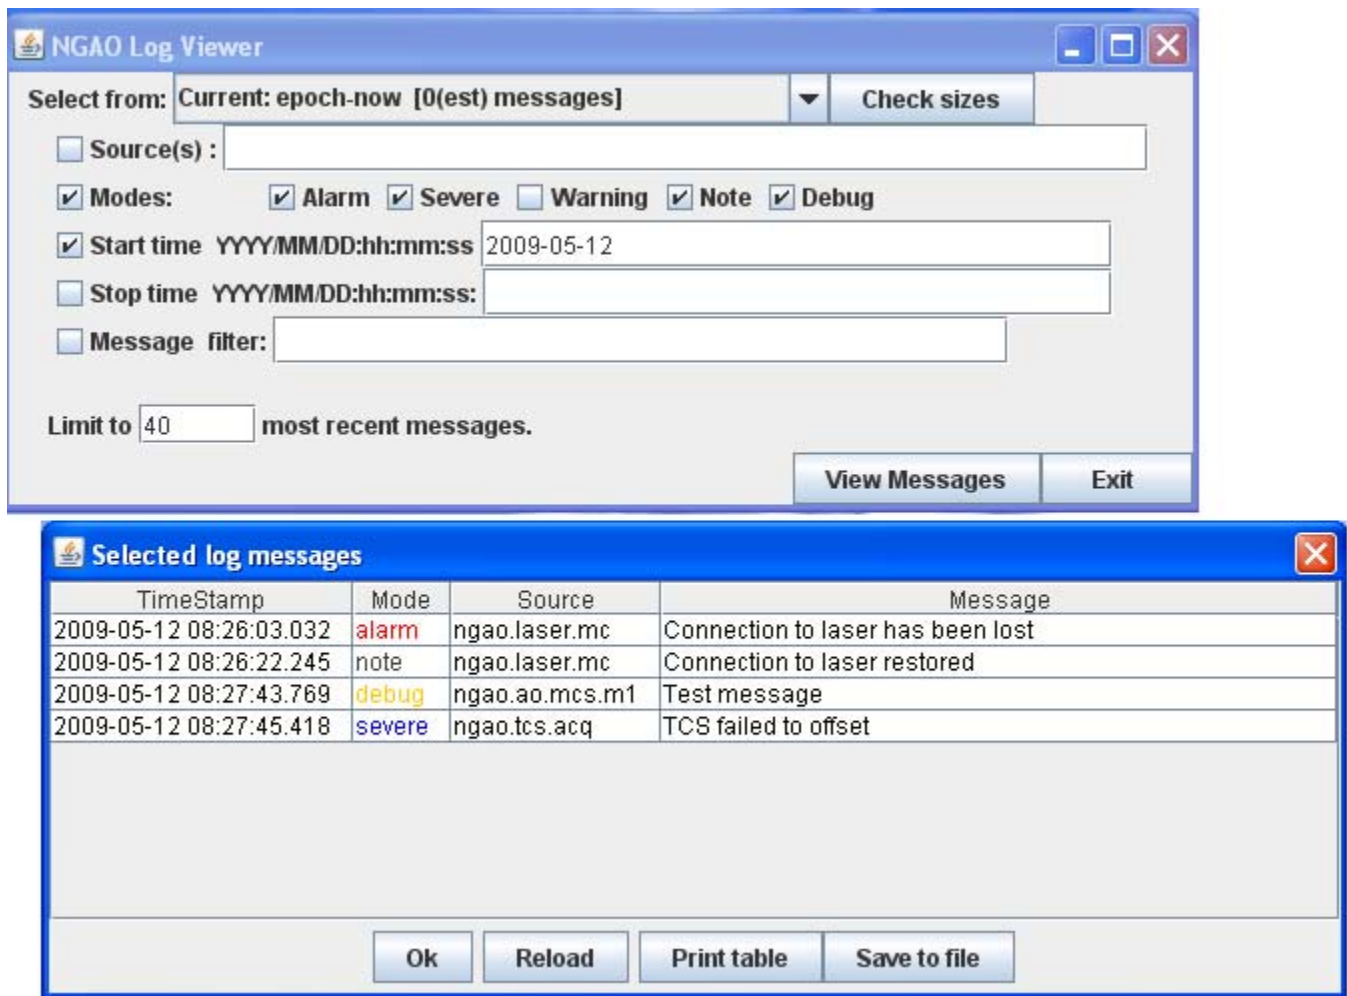 NGAO Log Viewer
Select from: Current: epoch-now [0(est) messages] Check sizes
Source(s) :
Modes: Alarm Severe Warning Note Debug
Start time YYYY/MM/DD:hh:mm:ss 2009-05-12
Stop time YYYY/MM/DD:hh:mm:ss:
Message filter:
Limit to 40 most recent messages.
View Messages Exit
Selected log messages
TimeStamp Mode Source Message
2009-05-12 08:26:03.032 alarm ngao.laser.mc Connection to laser has been lost
2009-05-12 08:26:22.245 note ngao.laser.mc Connection to laser restored
2009-05-12 08:27:43.769 debug ngao.ao.mcs.m1 Test message
2009-05-12 08:27:45.418 severe ngao.tcs.acq TCS failed to offset
Ok Reload Print table Save to file